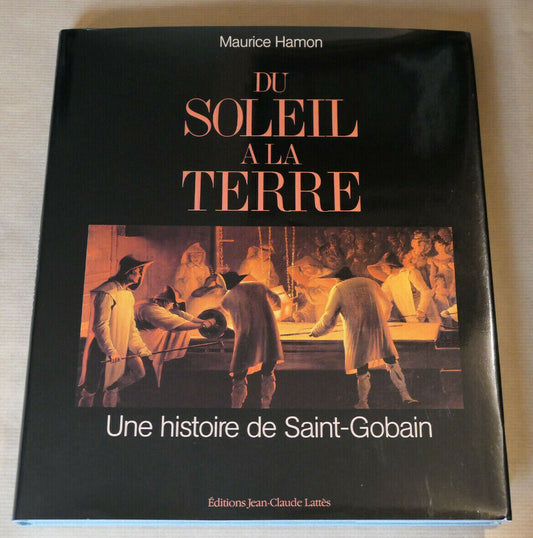 Maurice Hamon
DU
SOLEIL
A LA
TERRE
Une histoire de Saint-Gobain
Éditions Jean-Claude Lattès